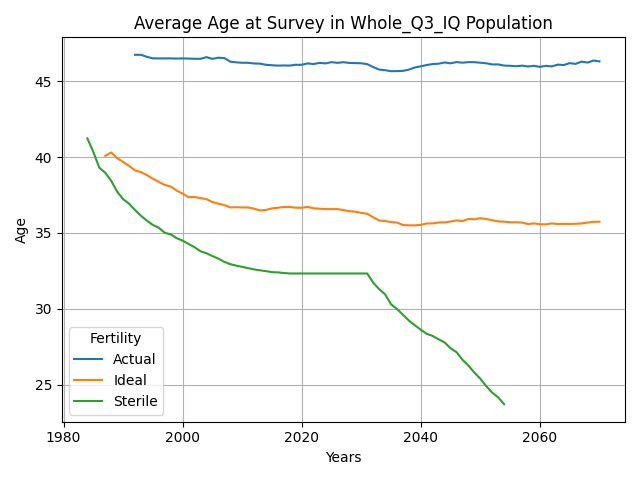 Average Age at Survey in Whole_Q3_IQ Population
Age
45
40
35
30
25
Fertility
Actual
Ideal
Sterile
1980
2000
2020
2040
2060
Years